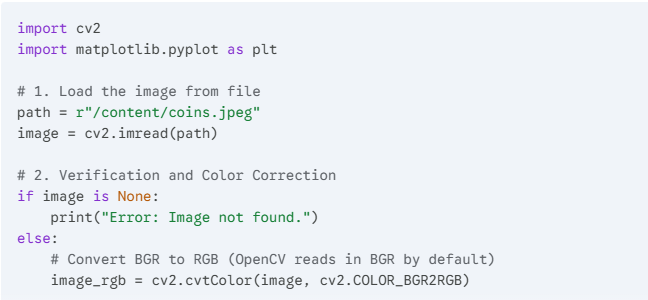 import cv2
import matplotlib.pyplot as plt
# 1. Load the image from file
path = r"/content/coins.jpeg"
image = cv2.imread(path)
# 2. Verification and Color Correction
if image is None:
    print("Error: Image not found.")
else:
    # Convert BGR to RGB (OpenCV reads in BGR by default)
    image_rgb = cv2.cvtColor(image, cv2.COLOR_BGR2RGB)